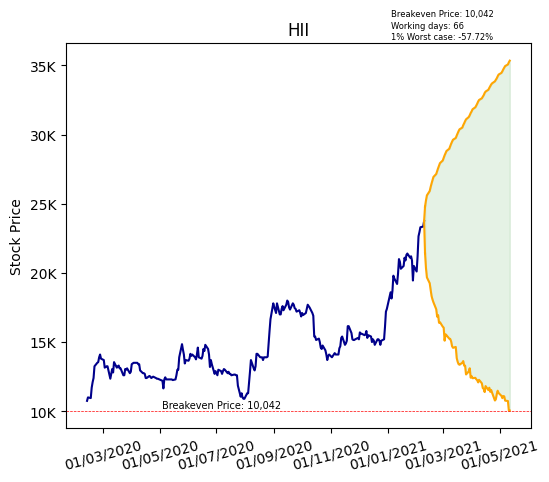 Breakeven Price: 10,042
Working days: 66
1% Worst case: -57.72%
HII
Stock Price
35K
30K
25K
20K
15K
10K
Breakeven Price: 10,042
01/03/2020
01/05/2020
01/07/2020
01/09/2020
01/11/2020
01/01/2021
01/03/2021
01/05/2021